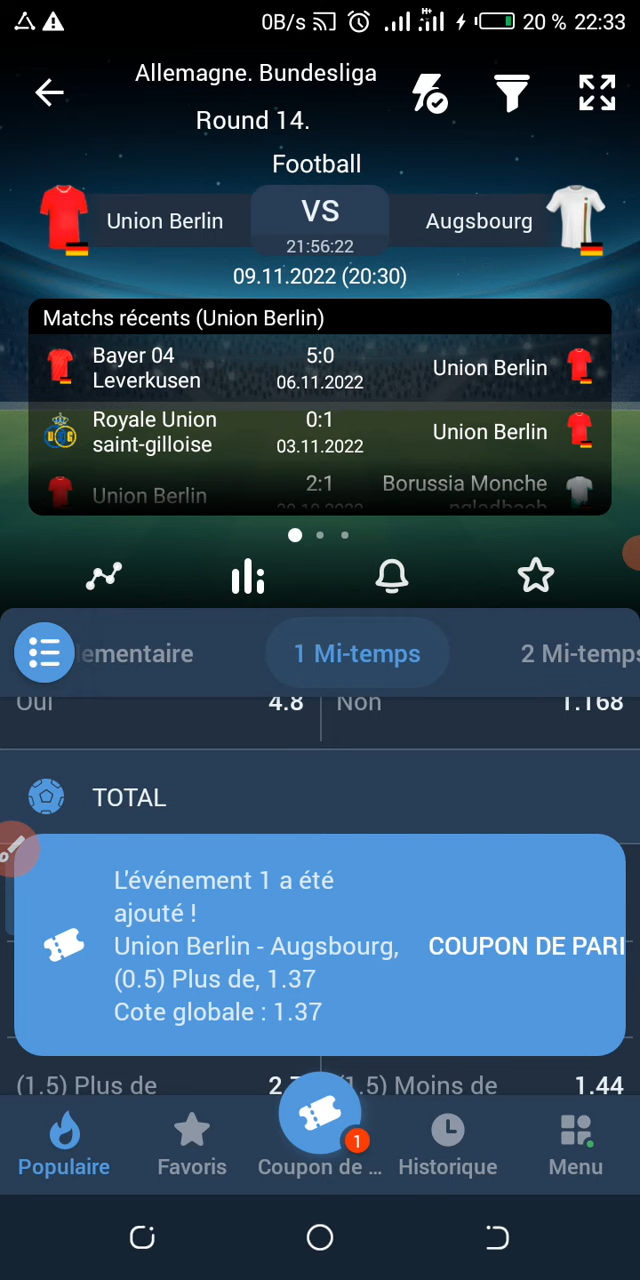 0B/s H+ 20 % 22:33
Allemagne. Bundesliga
Round 14.
Football
Union Berlin VS Augsbourg
21:56:22
09.11.2022 (20:30)
Matchs récents (Union Berlin)
Bayer 04 Leverkusen 5:0 Union Berlin
06.11.2022
Royale Union saint-gilloise 0:1 Union Berlin
03.11.2022
Union Berlin 2:1 Borussia Monche
ngladbach
lementaire 1 Mi-temps 2 Mi-temps
Oui 4.8 Non 1.168
TOTAL
L'événement 1 a été
ajouté !
Union Berlin - Augsbourg, COUPON DE PARI
(0.5) Plus de, 1.37
Cote globale : 1.37
(1.5) Plus de (1.5) Moins de 1.44
1
Populaire Favoris Coupon de ... Historique Menu